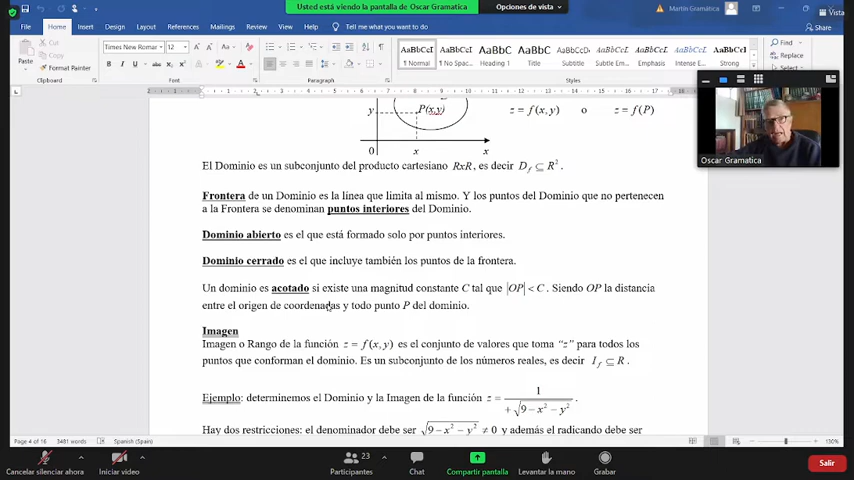 Usted está viendo la pantalla de Oscar Gramatica
Opciones de vista
Martín Gramática
Vista
File Home Insert Design Layout References Mailings Review View Help Tell me what you want to do
Share
Cut
Copy
Format Painter
Paste
Clipboard
Times New Roman 12
Font
Paragraph
AaBbCcI AaBbCcL AaBbC AaBbCc AaBbCcD AaBbCcL AaBbCcL AaBbCcL
¶ Normal Heading 1 Heading 2 Subtitle Subtle Em... Emphasis Intense E...
Styles
Find
Replace
Select
Editing
Oscar Gramatica
y P(x,y) z = f(x, y) o z = f(P)
0 x x
El Dominio es un subconjunto del producto cartesiano RxR, es decir D_f ⊆ R².
Frontera de un Dominio es la línea que limita al mismo. Y los puntos del Dominio que no pertenecen
a la Frontera se denominan puntos interiores del Dominio.
Dominio abierto es el que está formado solo por puntos interiores.
Dominio cerrado es el que incluye también los puntos de la frontera.
Un dominio es acotado si existe una magnitud constante C tal que |OP| < C . Siendo OP la distancia
entre el origen de coordenadas y todo punto P del dominio.
Imagen
Imagen o Rango de la función z = f(x, y) es el conjunto de valores que toma "z" para todos los
puntos que conforman el dominio. Es un subconjunto de los números reales, es decir I_f ⊆ R .
Ejemplo: determinemos el Dominio y la Imagen de la función z = 1 / +√(9 − x² − y²) .
Hay dos restricciones: el denominador debe ser √(9 − x² − y²) ≠ 0 y además el radicando debe ser
Page 4 of 16 3481 words Spanish (Spain) 130%
Cancelar silenciar ahora Iniciar video Participantes 23 Chat Compartir pantalla Levantar la mano Grabar Salir